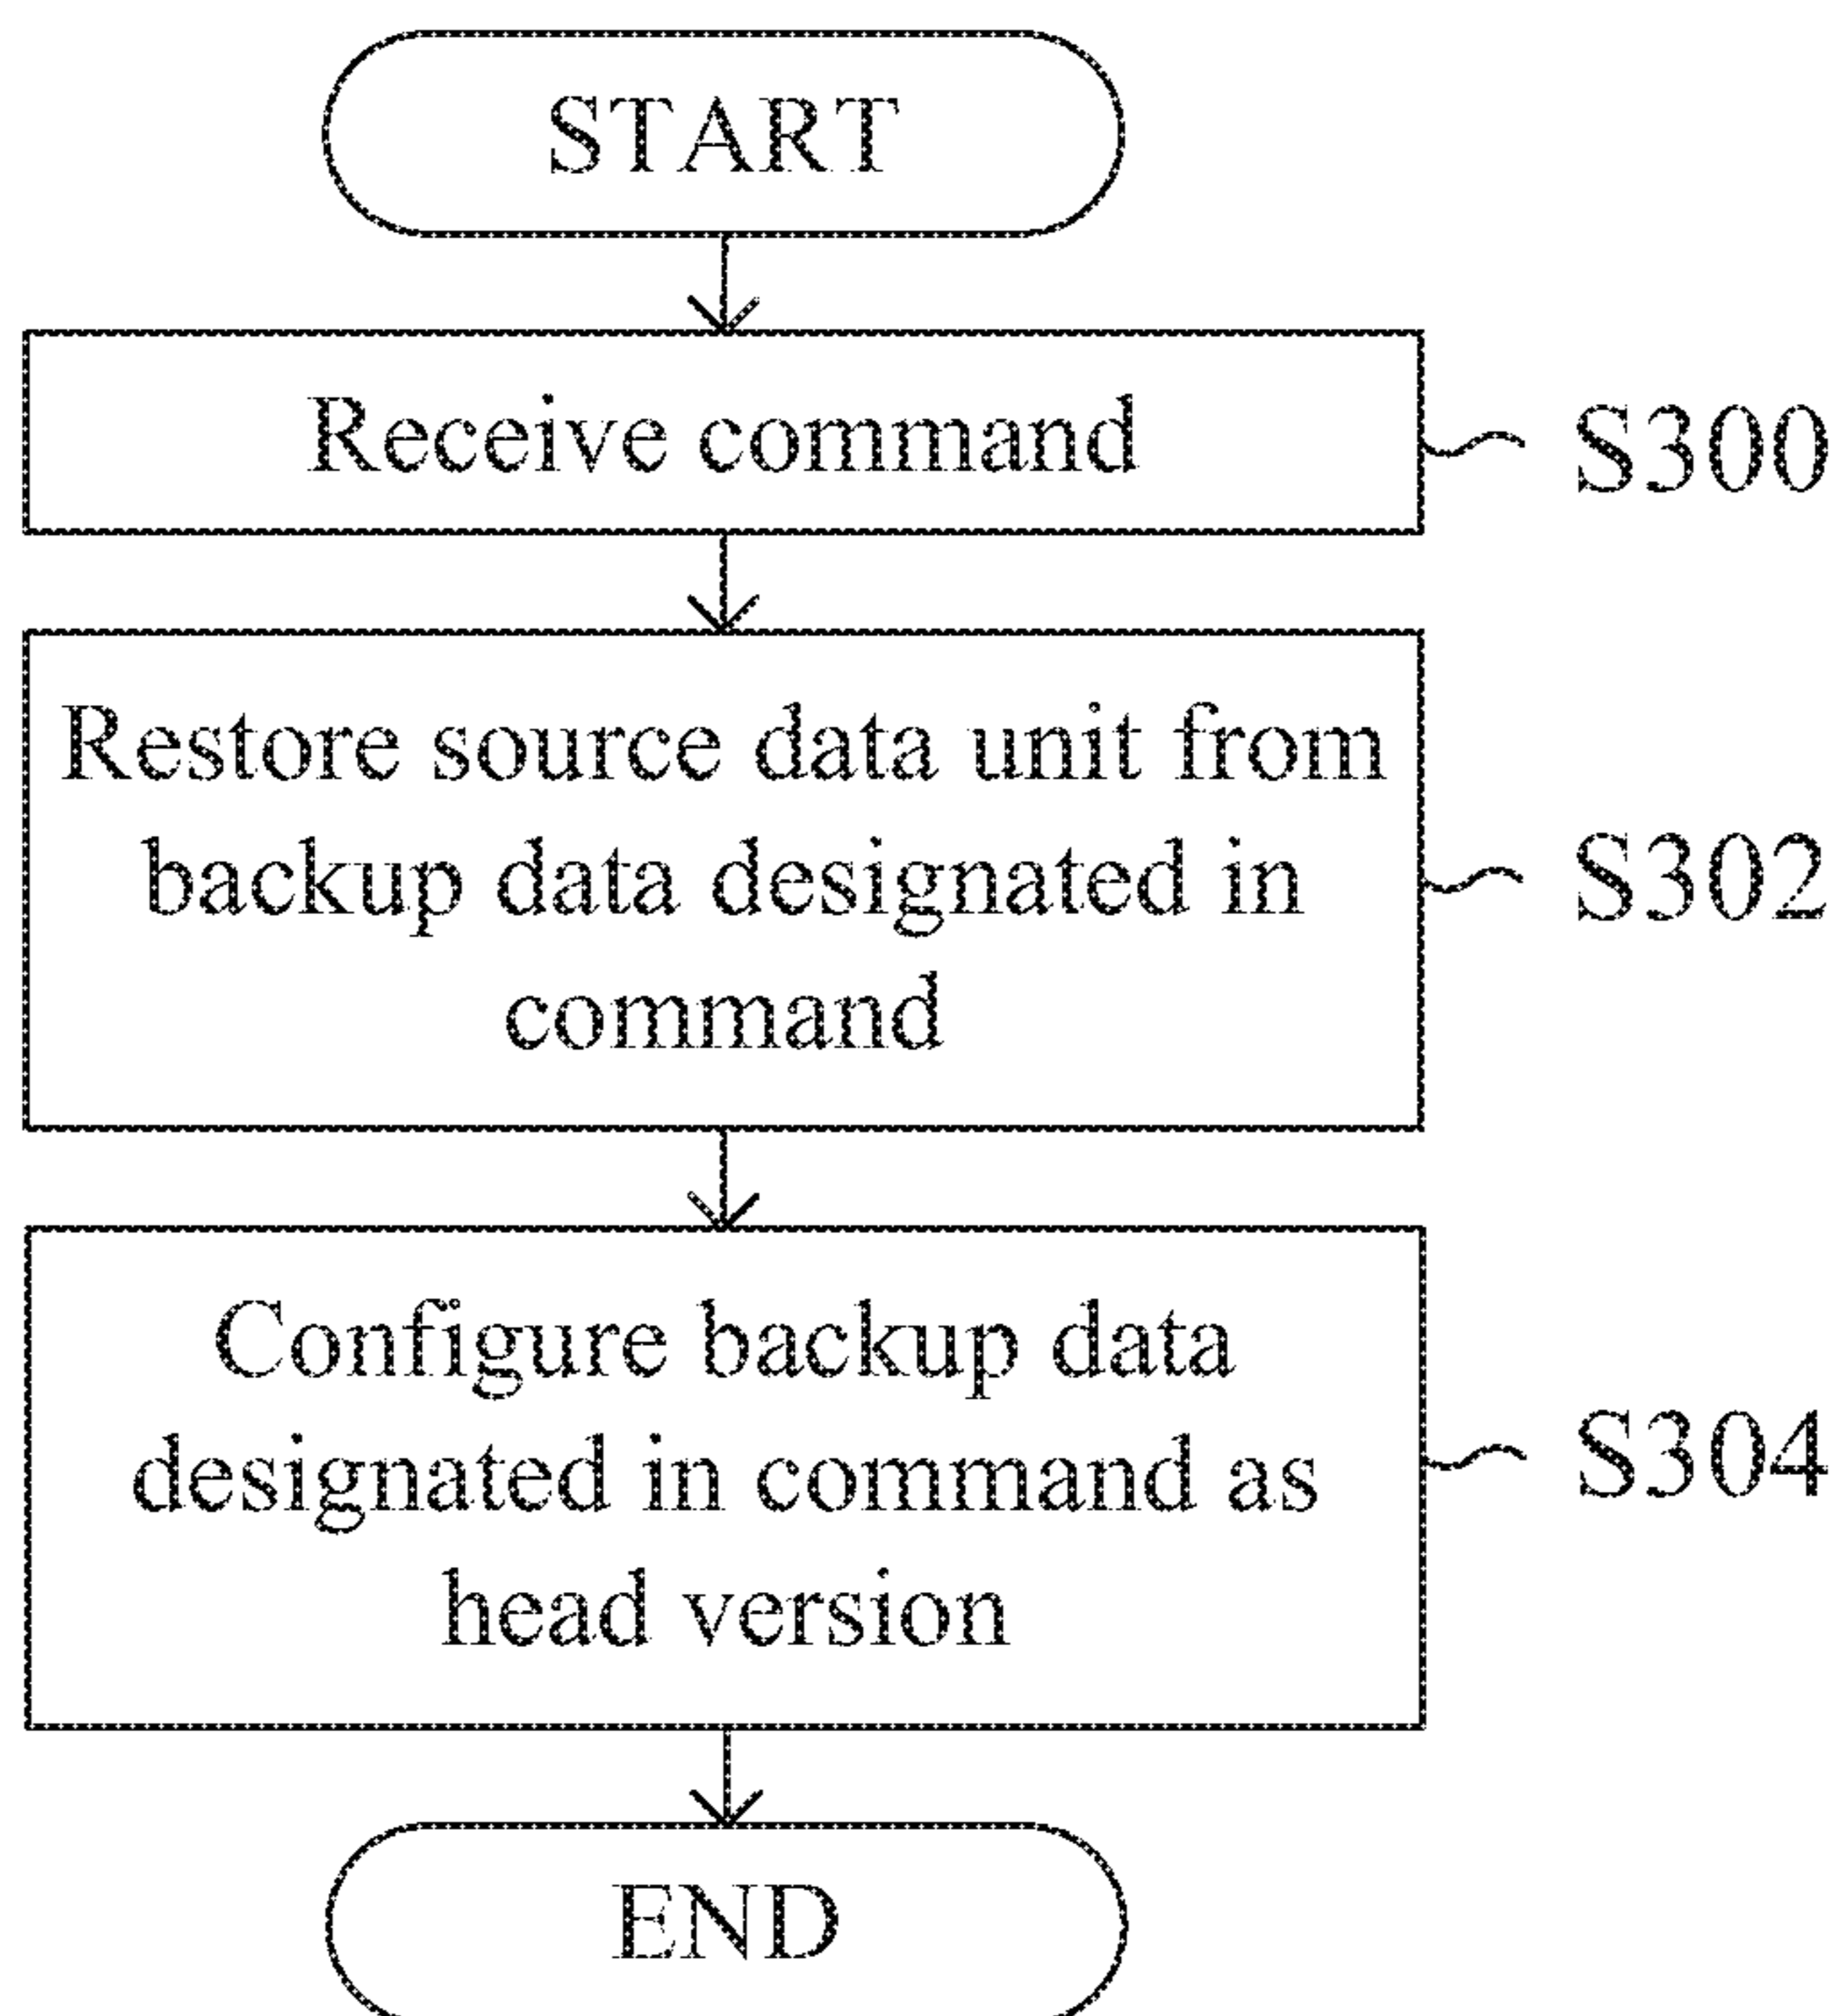 START
Receive command
S300
Restore source data unit from
backup data designated in
command
S302
Configure backup data
designated in command as
head version
S304
END